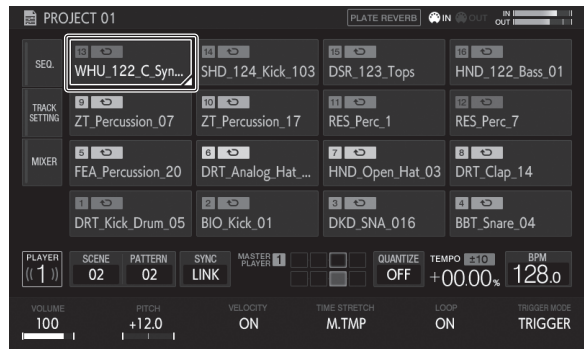 PROJECT 01 PLATE REVERB IN OUT IN
OUT
SEQ.
13 14 15 16
WHU_122_C_Syn... SHD_124_Kick_103 DSR_123_Tops HND_122_Bass_01
TRACK
SETTING
9 10 11 12
ZT_Percussion_07 ZT_Percussion_17 RES_Perc_1 RES_Perc_7
MIXER
5 6 7 8
FEA_Percussion_20 DRT_Analog_Hat_... HND_Open_Hat_03 DRT_Clap_14
1 2 3 4
DRT_Kick_Drum_05 BIO_Kick_01 DKD_SNA_016 BBT_Snare_04
PLAYER SCENE PATTERN SYNC MASTER PLAYER 1 QUANTIZE TEMPO ±10 BPM
((1)) 02 02 LINK OFF +00.00% 128.0
VOLUME PITCH VELOCITY TIME STRETCH LOOP TRIGGER MODE
100 +12.0 ON M.TMP ON TRIGGER